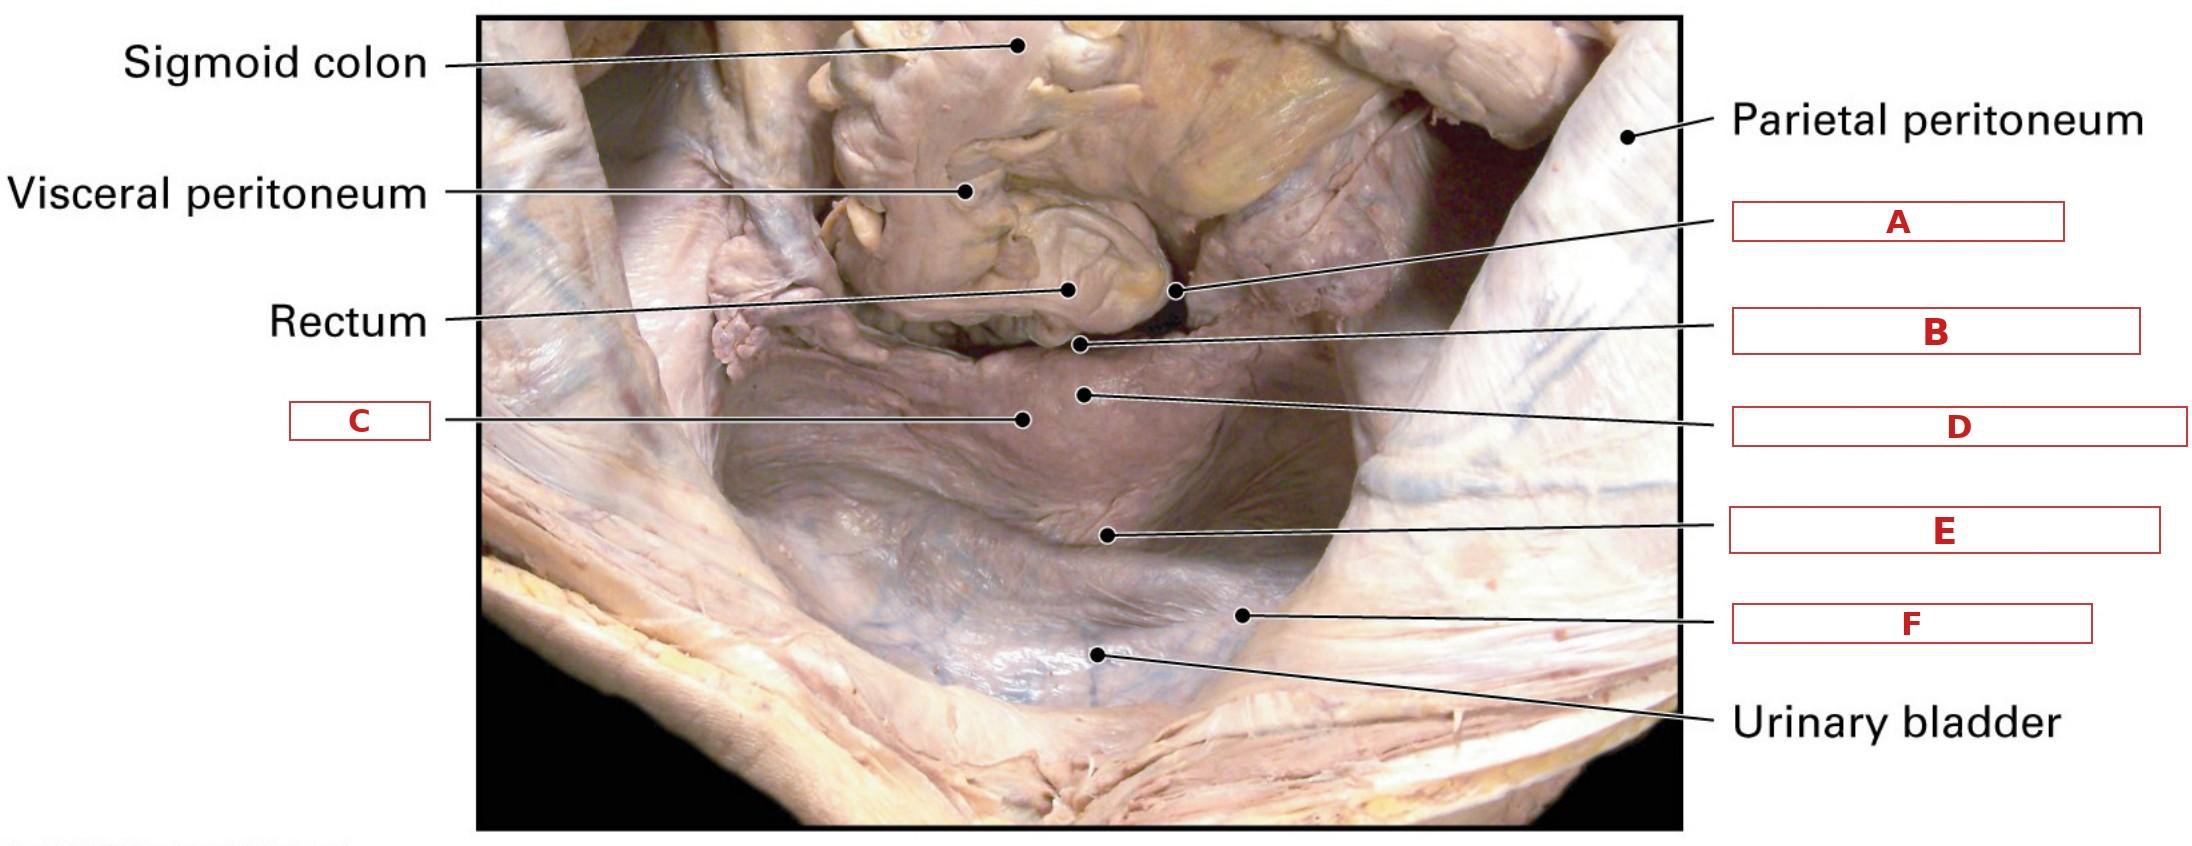 Sigmoid colon
Parietal peritoneum
Visceral peritoneum
A
Rectum
B
C
D
E
F
Urinary bladder